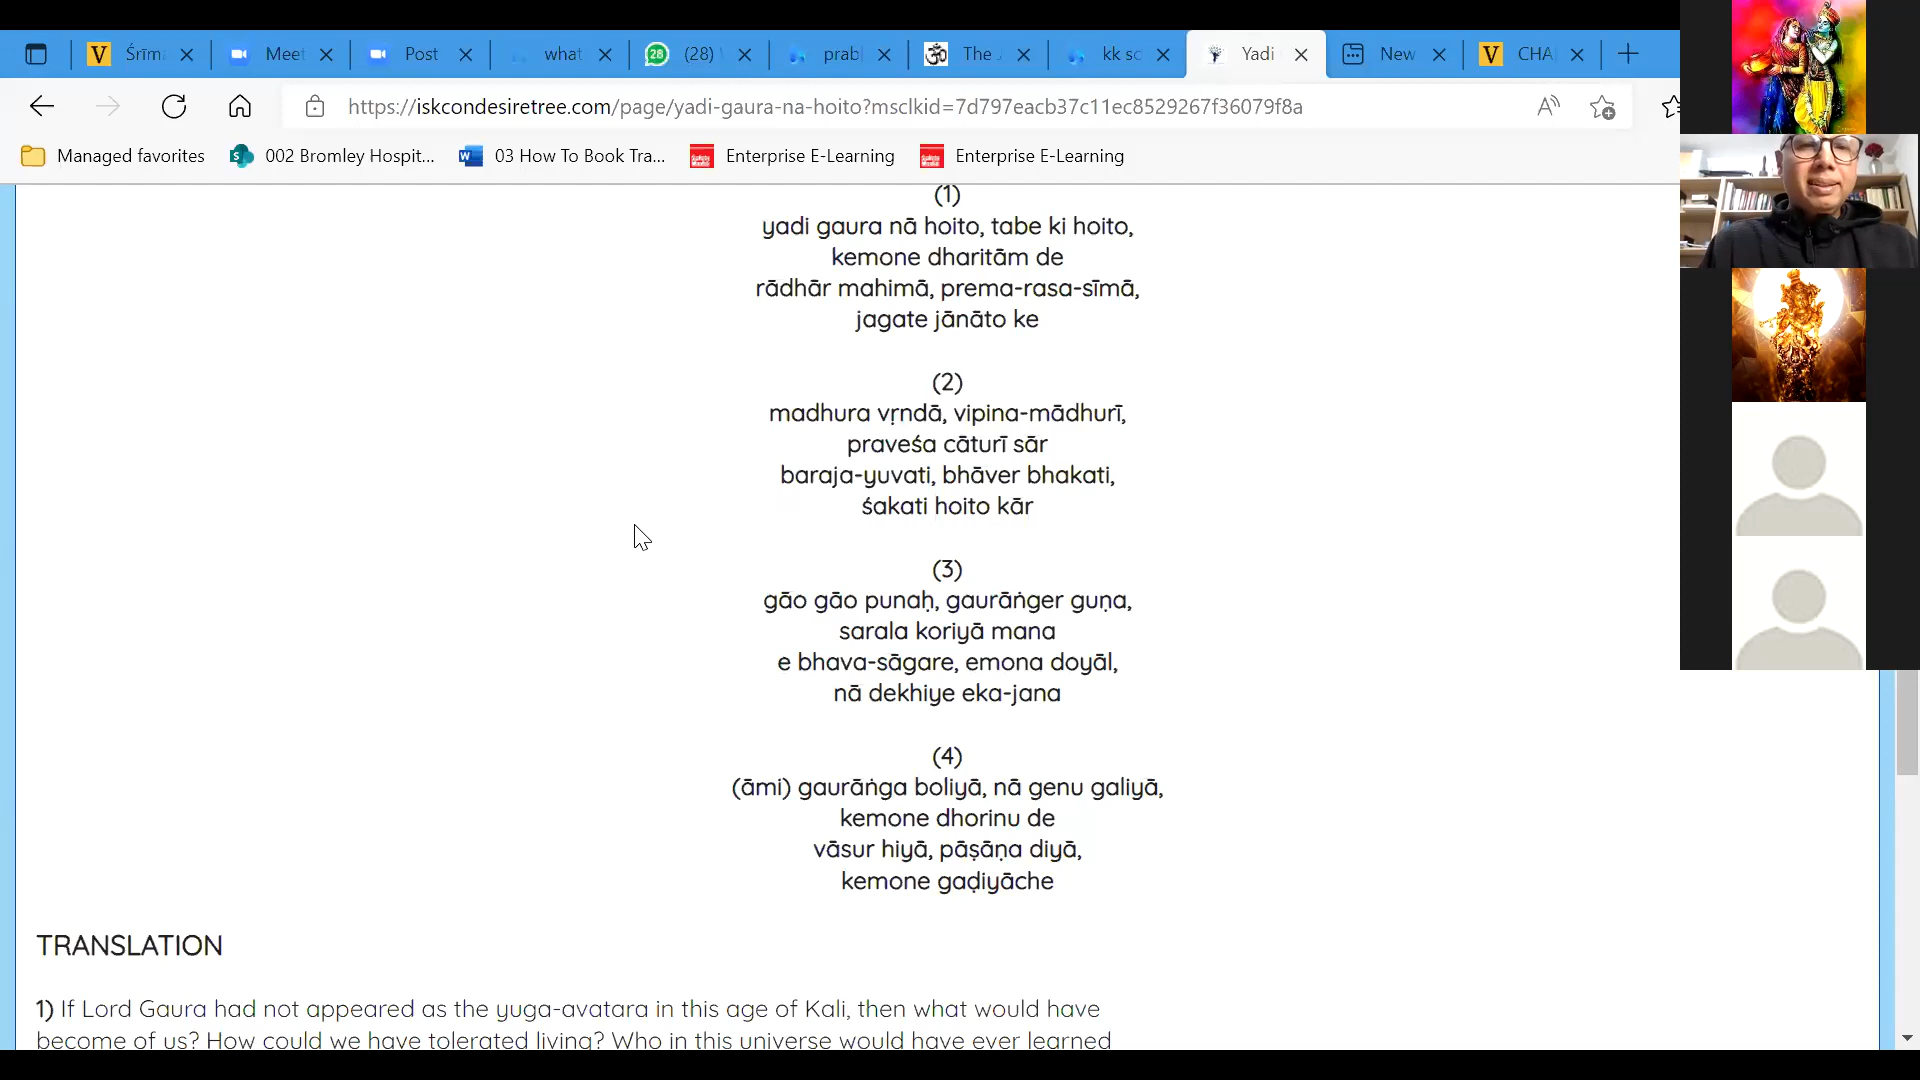 Śrīm
Meet
Post
what
28
(28)
prab
The
kk sc
Yadi
New
CHA
https://iskcondesiretree.com/page/yadi-gaura-na-hoito?msclkid=7d797eacb37c11ec8529267f36079f8a
Managed favorites
002 Bromley Hospit...
03 How To Book Tra...
Enterprise E-Learning
Enterprise E-Learning
(1)
yadi gaura nā hoito, tabe ki hoito,
kemone dharitām de
rādhār mahimā, prema-rasa-sīmā,
jagate jānāto ke
(2)
madhura vṛndā, vipina-mādhurī,
praveśa cāturī sār
baraja-yuvati, bhāver bhakati,
śakati hoito kār
(3)
gāo gāo punaḥ, gaurāṅger guṇa,
sarala koriyā mana
e bhava-sāgare, emona doyāl,
nā dekhiye eka-jana
(4)
(āmi) gaurāṅga boliyā, nā genu galiyā,
kemone dhorinu de
vāsur hiyā, pāṣāṇa diyā,
kemone gaḍiyāche
TRANSLATION
1) If Lord Gaura had not appeared as the yuga-avatara in this age of Kali, then what would have
become of us? How could we have tolerated living? Who in this universe would have ever learned